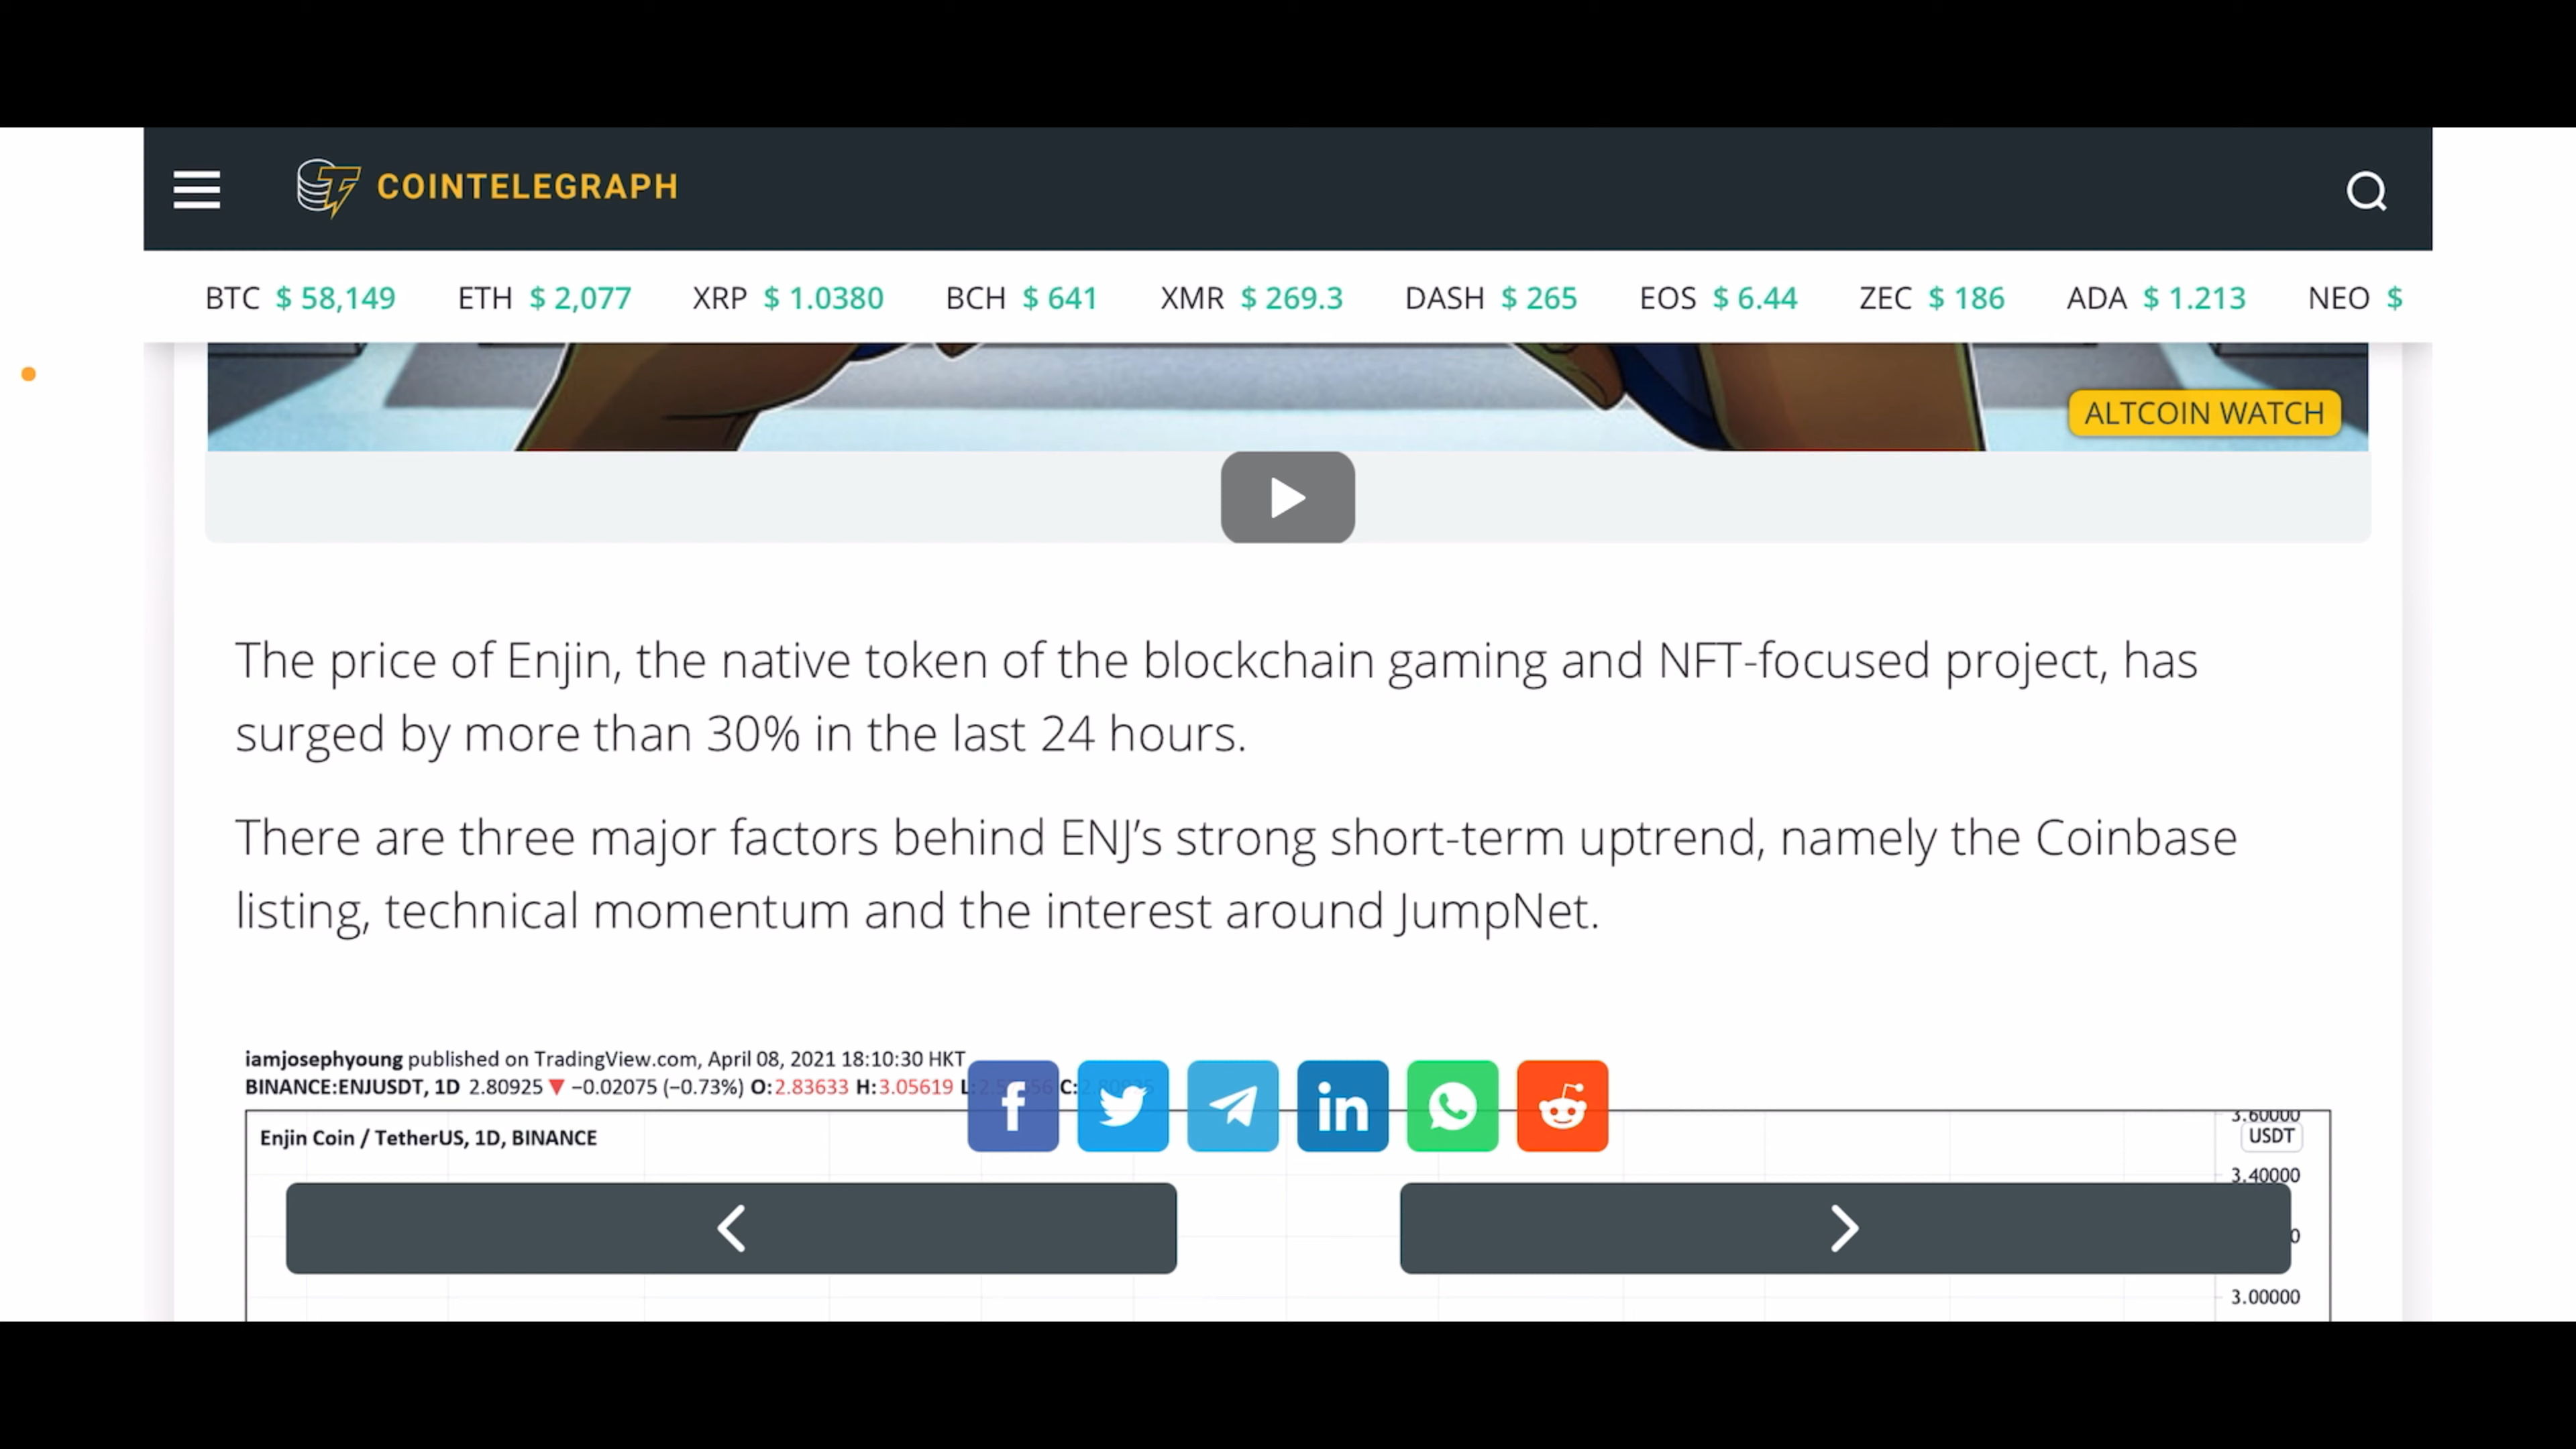 COINTELEGRAPH
BTC $ 58,149 ETH $ 2,077 XRP $ 1.0380 BCH $ 641 XMR $ 269.3 DASH $ 265 EOS $ 6.44 ZEC $ 186 ADA $ 1.213 NEO $
ALTCOIN WATCH
The price of Enjin, the native token of the blockchain gaming and NFT-focused project, has
surged by more than 30% in the last 24 hours.
There are three major factors behind ENJ’s strong short-term uptrend, namely the Coinbase
listing, technical momentum and the interest around JumpNet.
iamjosephyoung published on TradingView.com, April 08, 2021 18:10:30 HKT
BINANCE:ENJUSDT, 1D 2.80925 ▼ −0.02075 (−0.73%) O:2.83633 H:3.05619 L: C:
Enjin Coin / TetherUS, 1D, BINANCE
3.60000
USDT
3.40000
3.00000